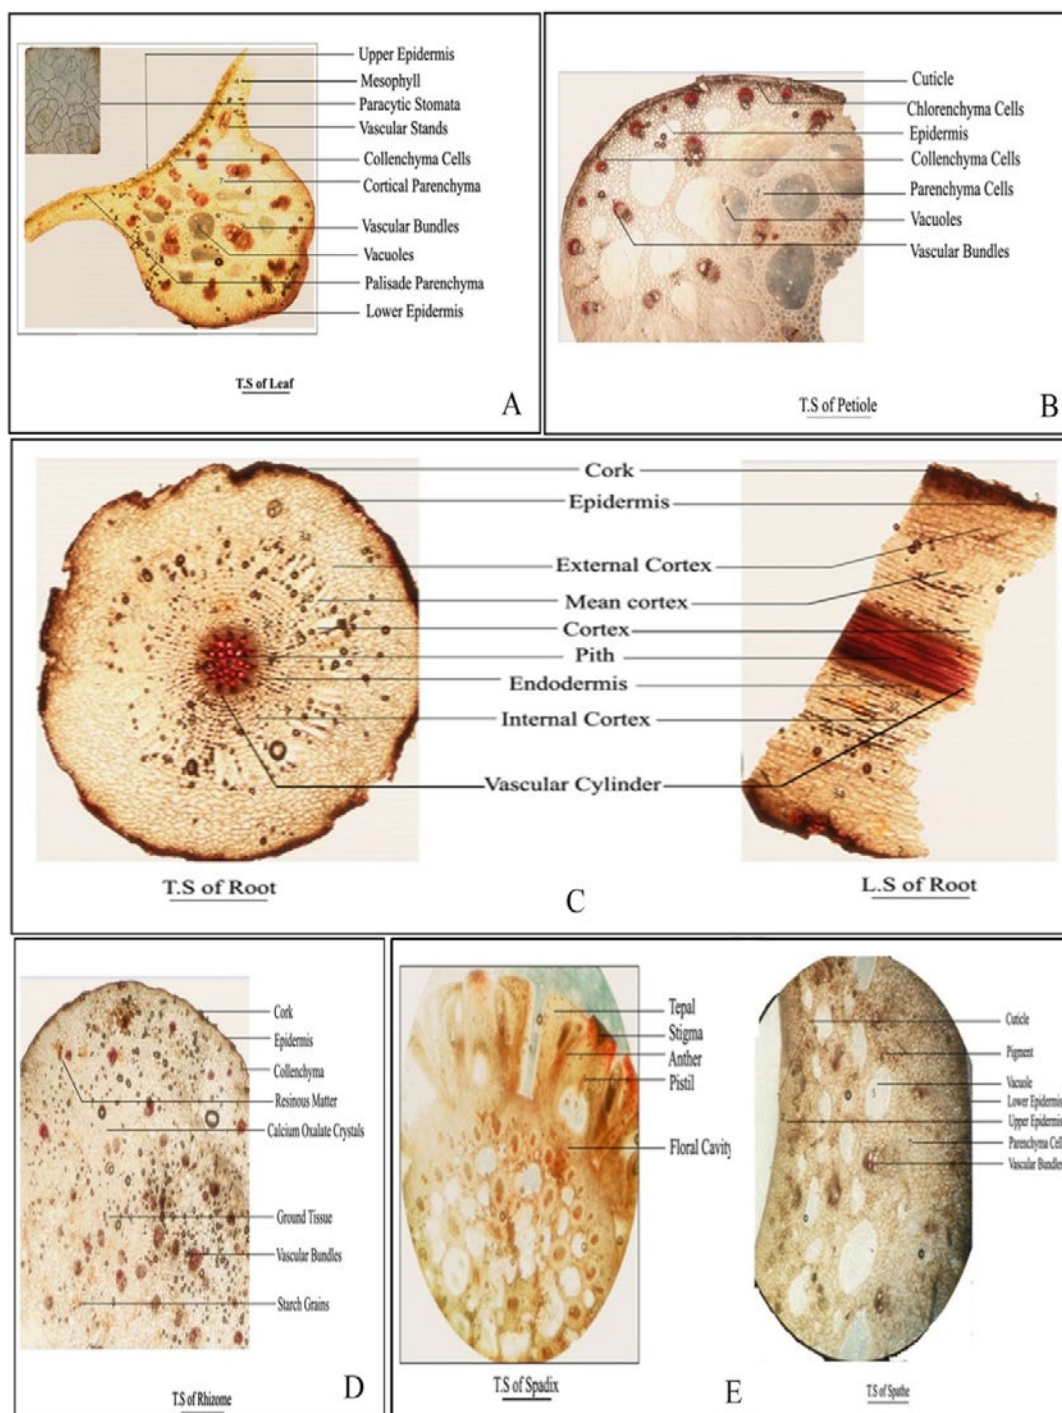 Upper Epidermis
Mesophyll
Paracytic Stomata
Vascular Stands
Collenchyma Cells
Cortical Parenchyma
Vascular Bundles
Vacuoles
Palisade Parenchyma
Lower Epidermis
T.S of Leaf
A
Cuticle
Chlorenchyma Cells
Epidermis
Collenchyma Cells
Parenchyma Cells
Vacuoles
Vascular Bundles
T.S of Petiole
B
Cork
Epidermis
External Cortex
Mean cortex
Cortex
Pith
Endodermis
Internal Cortex
Vascular Cylinder
T.S of Root
L.S of Root
C
Cork
Epidermis
Collenchyma
Resinous Matter
Calcium Oxalate Crystals
Ground Tissue
Vascular Bundles
Starch Grains
T.S of Rhizome
D
Tepal
Stigma
Anther
Pistil
Floral Cavity
T.S of Spadix
E
Cuticle
Pigment
Vacuole
Lower Epidermis
Upper Epidermis
Parenchyma Cell
Vascular Bundles
T.S of Spathe